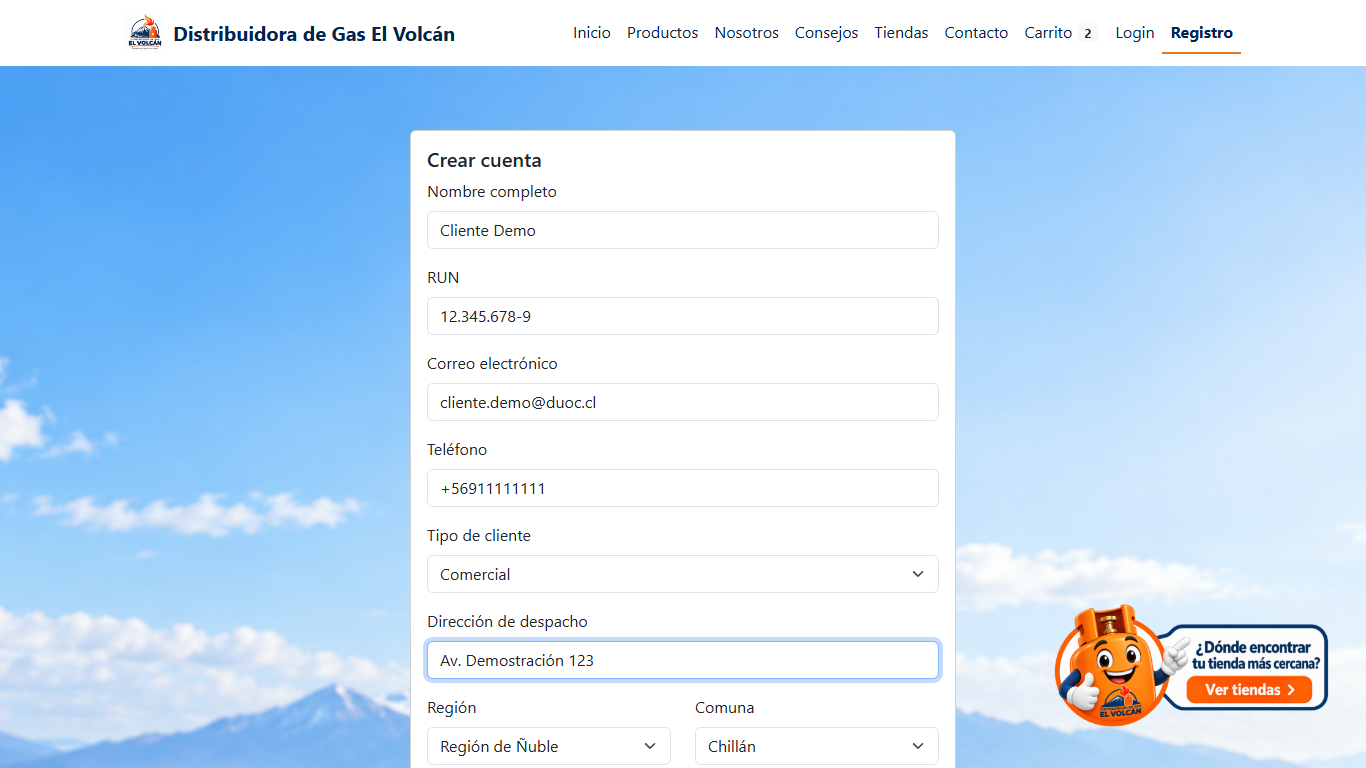 EL VOLCÁN
Distribuidora de Gas El Volcán
Inicio Productos Nosotros Consejos Tiendas Contacto Carrito 2 Login Registro
Crear cuenta
Nombre completo
Cliente Demo
RUN
12.345.678-9
Correo electrónico
cliente.demo@duoc.cl
Teléfono
+56911111111
Tipo de cliente
Comercial
Dirección de despacho
Av. Demostración 123
Región Comuna
Región de Ñuble Chillán
¿Dónde encontrar
tu tienda más cercana?
Ver tiendas
EL VOLCÁN